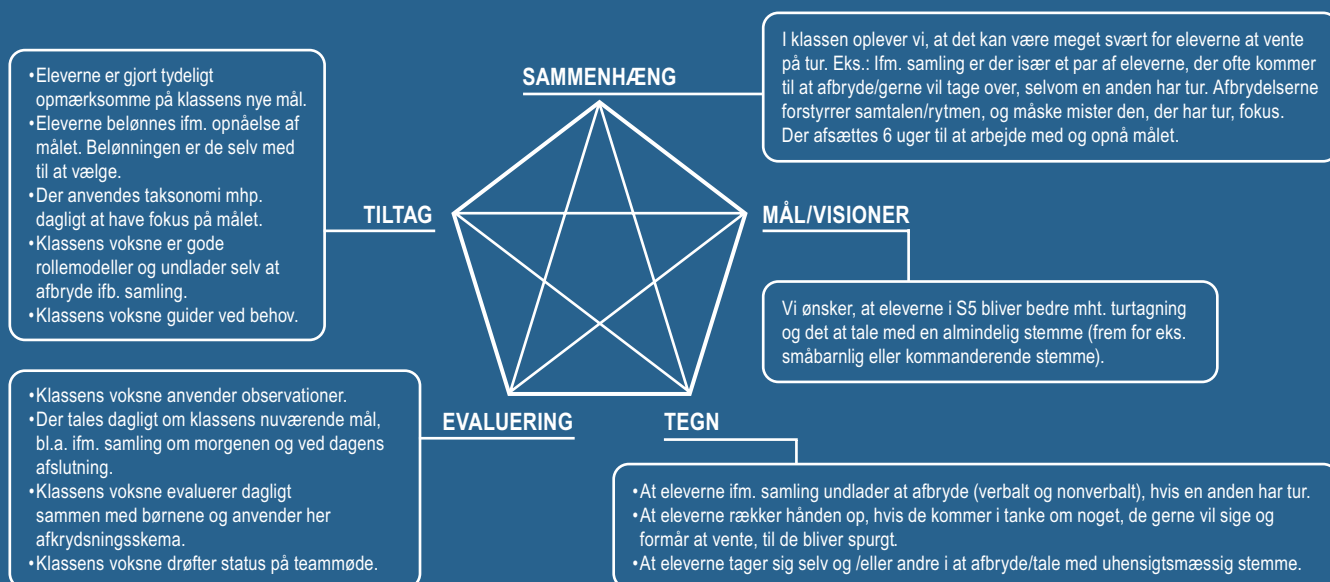 SAMMENHÆNG
I klassen oplever vi, at det kan være meget svært for eleverne at vente
på tur. Eks.: Ifm. samling er der især et par af eleverne, der ofte kommer
til at afbryde/gerne vil tage over, selvom en anden har tur. Afbrydelserne
forstyrrer samtalen/rytmen, og måske mister den, der har tur, fokus.
Der afsættes 6 uger til at arbejde med og opnå målet.
MÅL/VISIONER
Vi ønsker, at eleverne i S5 bliver bedre mht. turtagning
og det at tale med en almindelig stemme (frem for eks.
småbarnlig eller kommanderende stemme).
TILTAG
•Eleverne er gjort tydeligt
opmærksomme på klassens nye mål.
•Eleverne belønnes ifm. opnåelse af
målet. Belønningen er de selv med
til at vælge.
•Der anvendes taksonomi mhp.
dagligt at have fokus på målet.
•Klassens voksne er gode
rollemodeller og undlader selv at
afbryde ifb. samling.
•Klassens voksne guider ved behov.
EVALUERING
•Klassens voksne anvender observationer.
•Der tales dagligt om klassens nuværende mål,
bl.a. ifm. samling om morgenen og ved dagens
afslutning.
•Klassens voksne evaluerer dagligt
sammen med børnene og anvender her
afkrydsningsskema.
•Klassens voksne drøfter status på teammøde.
TEGN
•At eleverne ifm. samling undlader at afbryde (verbalt og nonverbalt), hvis en anden har tur.
•At eleverne rækker hånden op, hvis de kommer i tanke om noget, de gerne vil sige og
formår at vente, til de bliver spurgt.
•At eleverne tager sig selv og /eller andre i at afbryde/tale med uhensigtsmæssig stemme.